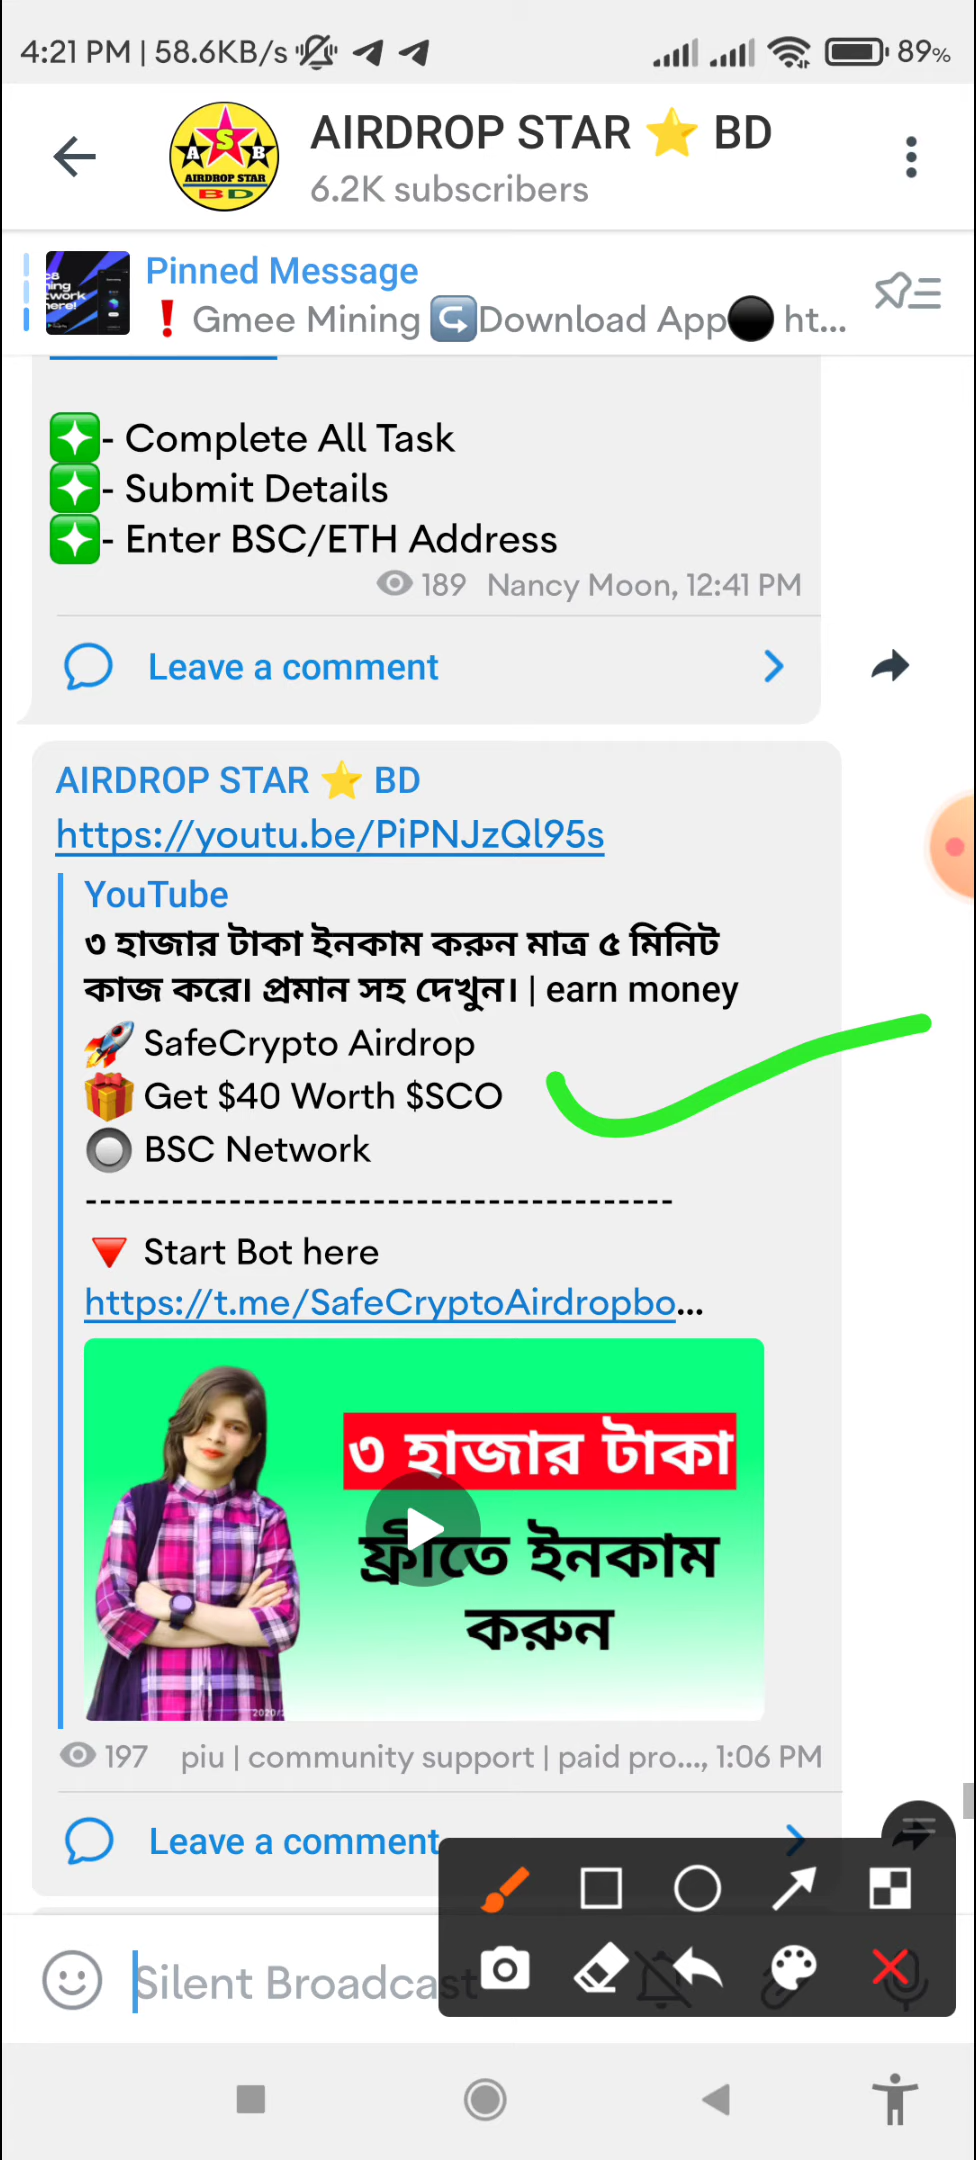 4:21 PM | 58.6KB/s
89%
AIRDROP STAR ⭐ BD
6.2K subscribers
A S B
AIRDROP STAR
BD
Pinned Message
❗ Gmee Mining ↪️Download App⚫ ht...
- Complete All Task
- Submit Details
- Enter BSC/ETH Address
189 Nancy Moon, 12:41 PM
Leave a comment
AIRDROP STAR ⭐ BD
https://youtu.be/PiPNJzQl95s
YouTube
৩ হাজার টাকা ইনকাম করুন মাত্র ৫ মিনিট
কাজ করে। প্রমান সহ দেখুন। | earn money
🚀 SafeCrypto Airdrop
🎁 Get $40 Worth $SCO
🔘 BSC Network
-----------------------------------------
🔻 Start Bot here
https://t.me/SafeCryptoAirdropbo...
৩ হাজার টাকা
ফ্রীতে ইনকাম
করুন
197 piu | community support | paid pro..., 1:06 PM
Leave a comment
Silent Broadcast